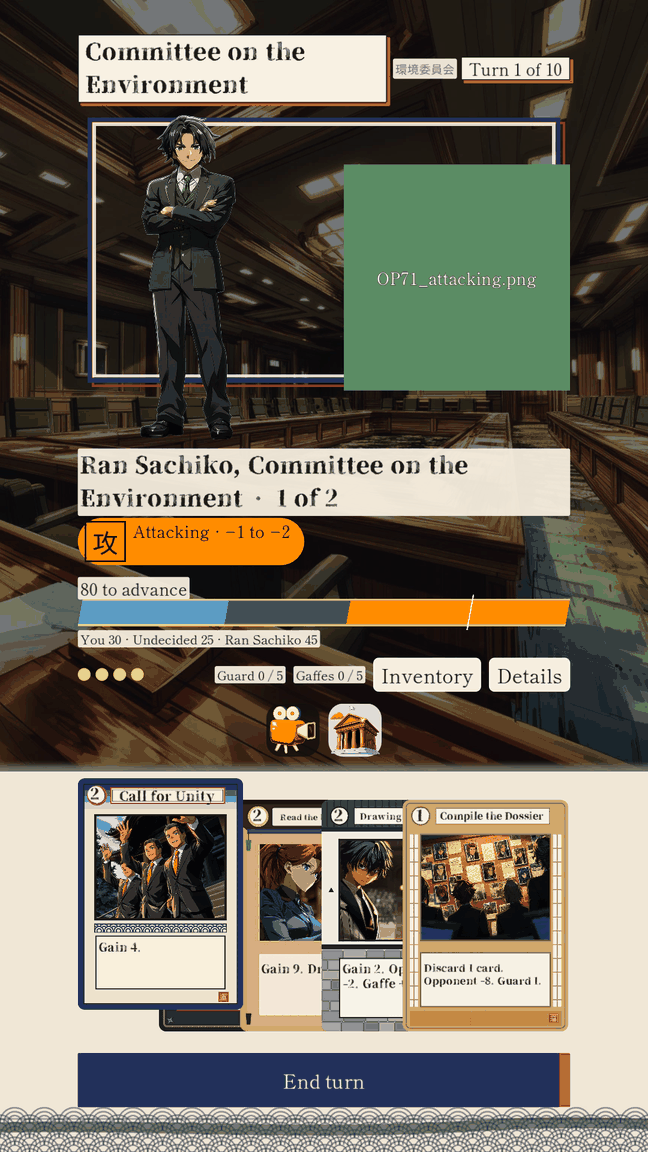 Committee on the
Environment
環境委員会
Turn 1 of 10
OP71_attacking.png
Ran Sachiko, Committee on the
Environment · 1 of 2
攻
Attacking · −1 to −2
80 to advance
You 30 · Undecided 25 · Ran Sachiko 45
Guard 0 / 5
Gaffes 0 / 5
Inventory
Details
2
Call for Unity
Gain 4.
2
Read the
Gain 9.
2
Drawing
Gain 2.
-2. Gaffe
1
Compile the Dossier
Discard 1 card.
Opponent -8. Guard 1.
End turn